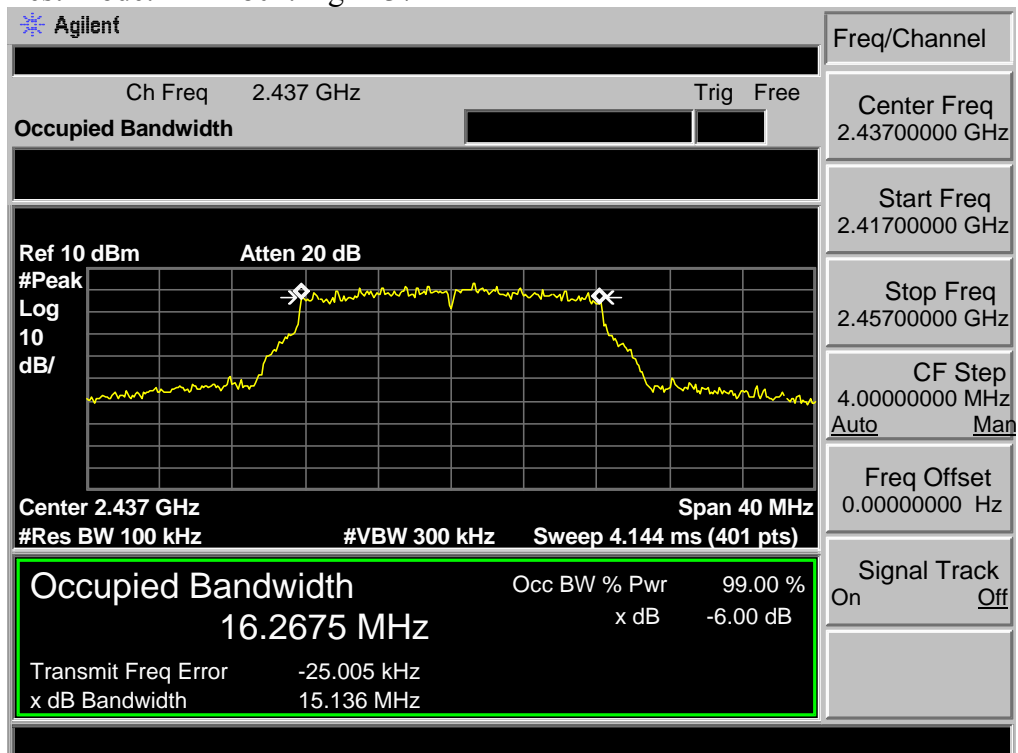 Agilent
Freq/Channel
Ch Freq 2.437 GHz Trig Free
Occupied Bandwidth
Center Freq
2.43700000 GHz
Start Freq
2.41700000 GHz
Stop Freq
2.45700000 GHz
CF Step
4.00000000 MHz
Auto Man
Freq Offset
0.00000000 Hz
Signal Track
On Off
Ref 10 dBm Atten 20 dB
#Peak
Log
10
dB/
Center 2.437 GHz Span 40 MHz
#Res BW 100 kHz #VBW 300 kHz Sweep 4.144 ms (401 pts)
Occupied Bandwidth Occ BW % Pwr 99.00 %
16.2675 MHz x dB -6.00 dB
Transmit Freq Error -25.005 kHz
x dB Bandwidth 15.136 MHz